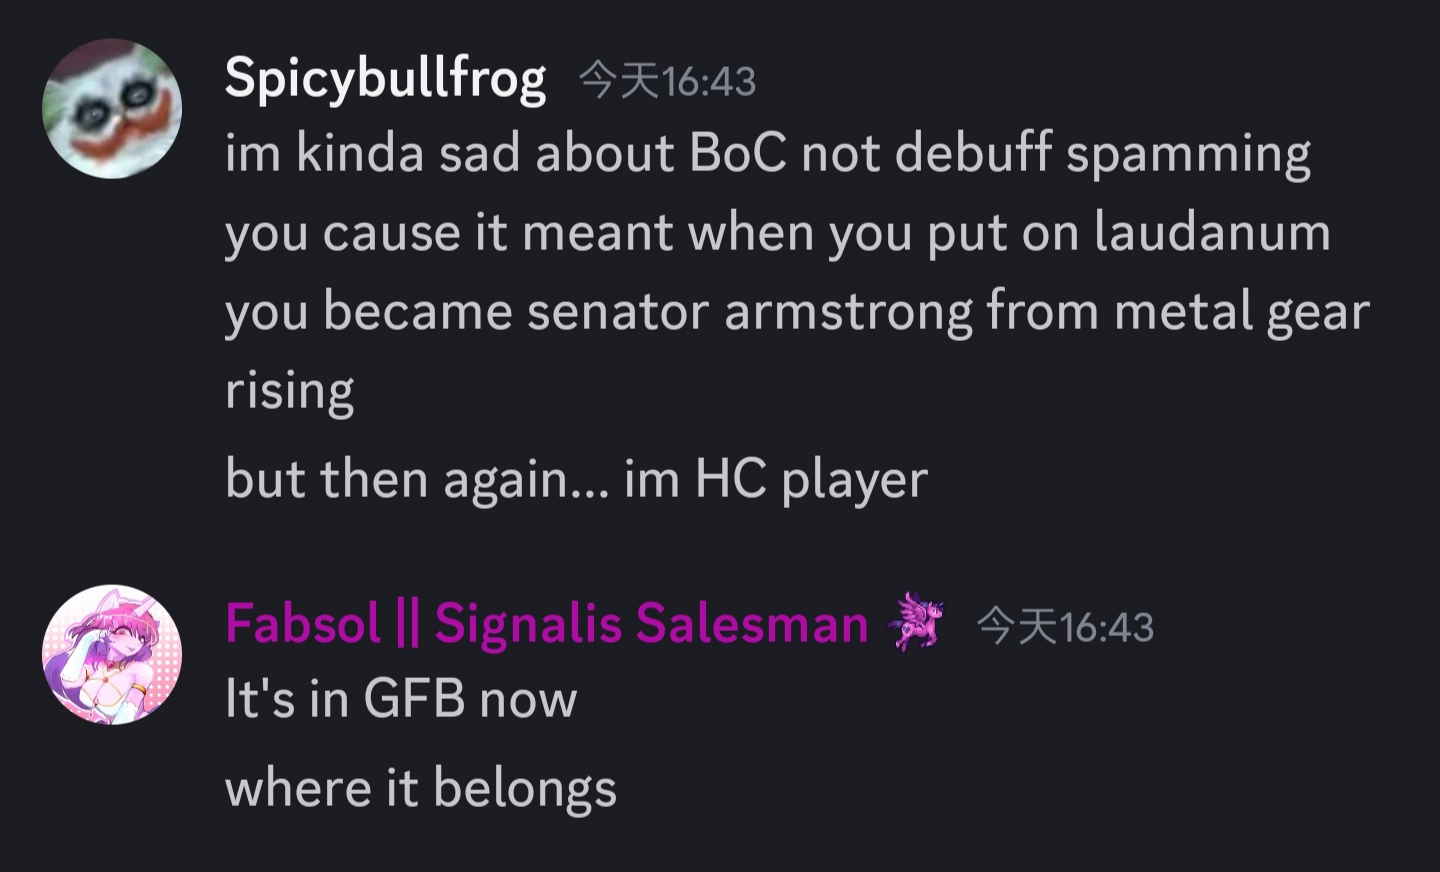 Spicybullfrog 今天16:43
im kinda sad about BoC not debuff spamming
you cause it meant when you put on laudanum
you became senator armstrong from metal gear
rising
but then again... im HC player
Fabsol || Signalis Salesman 今天16:43
It's in GFB now
where it belongs